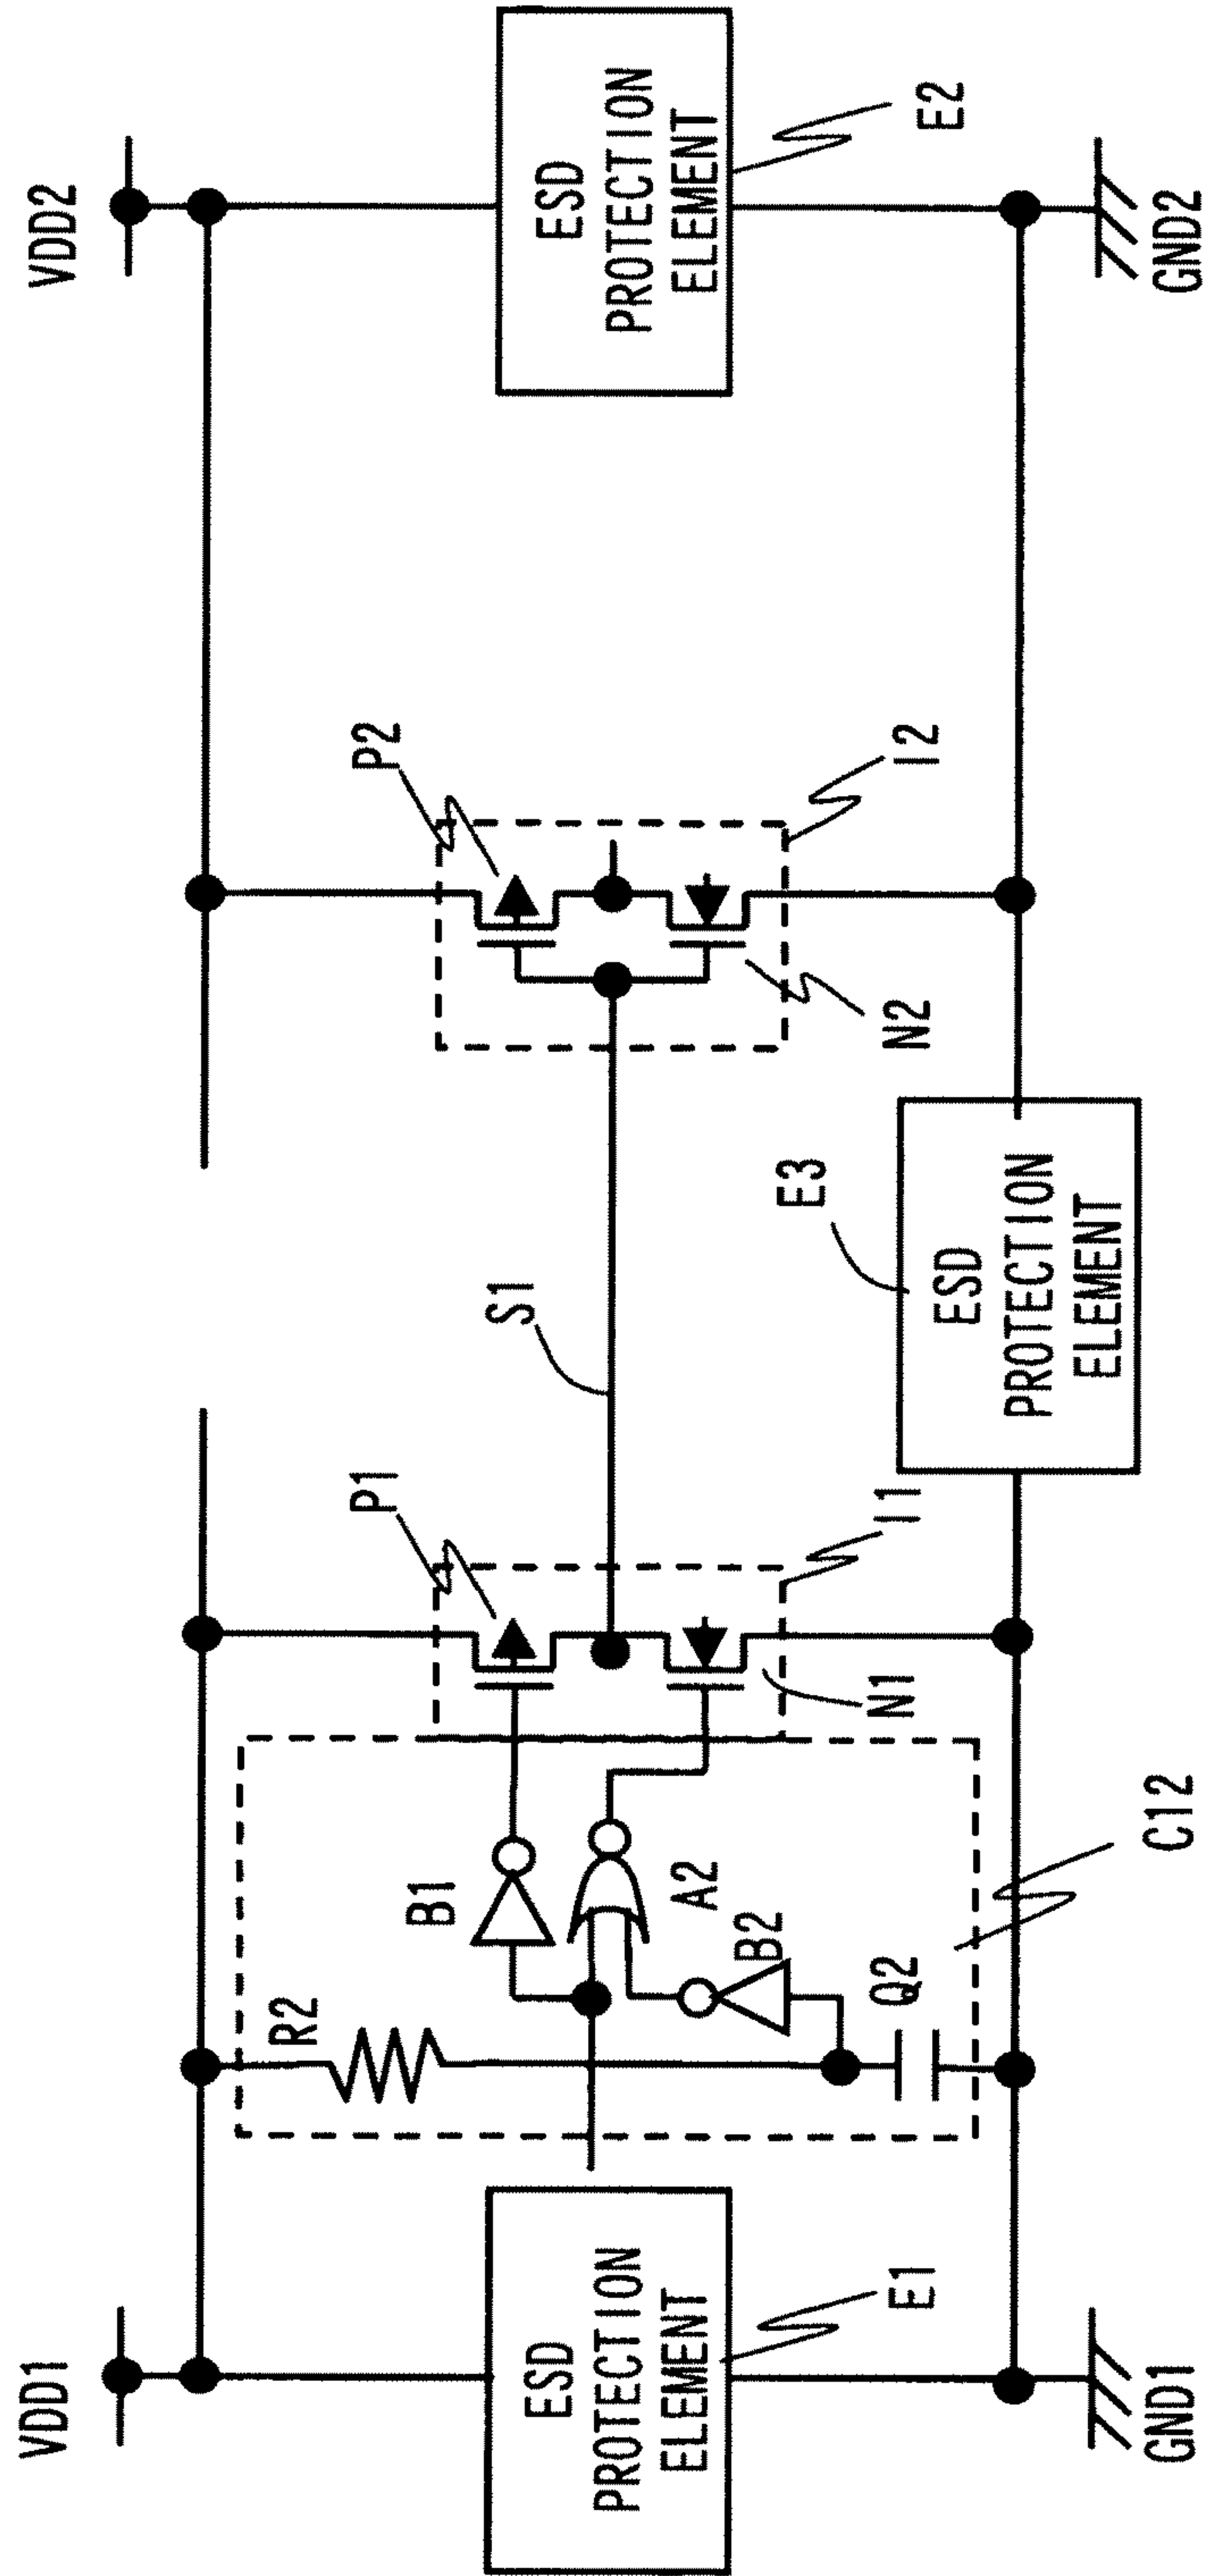 VDD1
VDD2
P1
P2
S1
R2
B1
A2
B2
Q2
N1
I1
N2
I2
ESD
PROTECTION
ELEMENT
E1
ESD
PROTECTION
ELEMENT
E3
ESD
PROTECTION
ELEMENT
E2
C12
GND1
GND2